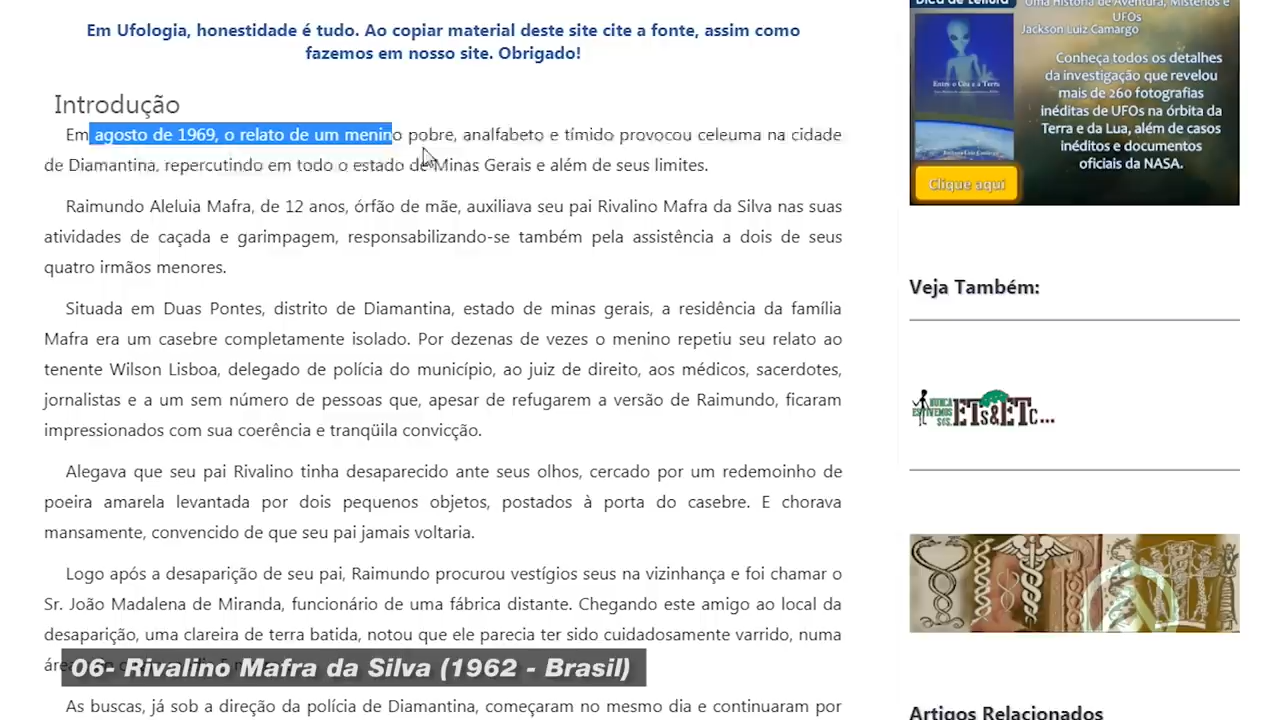 Em Ufologia, honestidade é tudo. Ao copiar material deste site cite a fonte, assim como
fazemos em nosso site. Obrigado!
Introdução
Em agosto de 1969, o relato de um menino pobre, analfabeto e tímido provocou celeuma na cidade
de Diamantina, repercutindo em todo o estado de Minas Gerais e além de seus limites.
Raimundo Aleluia Mafra, de 12 anos, órfão de mãe, auxiliava seu pai Rivalino Mafra da Silva nas suas
atividades de caçada e garimpagem, responsabilizando-se também pela assistência a dois de seus
quatro irmãos menores.
Situada em Duas Pontes, distrito de Diamantina, estado de minas gerais, a residência da família
Mafra era um casebre completamente isolado. Por dezenas de vezes o menino repetiu seu relato ao
tenente Wilson Lisboa, delegado de polícia do município, ao juiz de direito, aos médicos, sacerdotes,
jornalistas e a um sem número de pessoas que, apesar de refugarem a versão de Raimundo, ficaram
impressionados com sua coerência e tranqüila convicção.
Alegava que seu pai Rivalino tinha desaparecido ante seus olhos, cercado por um redemoinho de
poeira amarela levantada por dois pequenos objetos, postados à porta do casebre. E chorava
mansamente, convencido de que seu pai jamais voltaria.
Logo após a desaparição de seu pai, Raimundo procurou vestígios seus na vizinhança e foi chamar o
Sr. João Madalena de Miranda, funcionário de uma fábrica distante. Chegando este amigo ao local da
desaparição, uma clareira de terra batida, notou que ele parecia ter sido cuidadosamente varrido, numa
06- Rivalino Mafra da Silva (1962 - Brasil)
As buscas, já sob a direção da polícia de Diamantina, começaram no mesmo dia e continuaram por
Dica de Leitura
Uma História de Aventura, Mistérios e
UFOs
Jackson Luiz Camargo
Entre o Céu e a Terra
Conheça todos os detalhes
da investigação que revelou
mais de 260 fotografias
inéditas de UFOs na órbita da
Terra e da Lua, além de casos
inéditos e documentos
oficiais da NASA.
Clique aqui
Veja Também:
NUNCA
ESTIVEMOS
SÓS.
ETs&ETc...
Artigos Relacionados